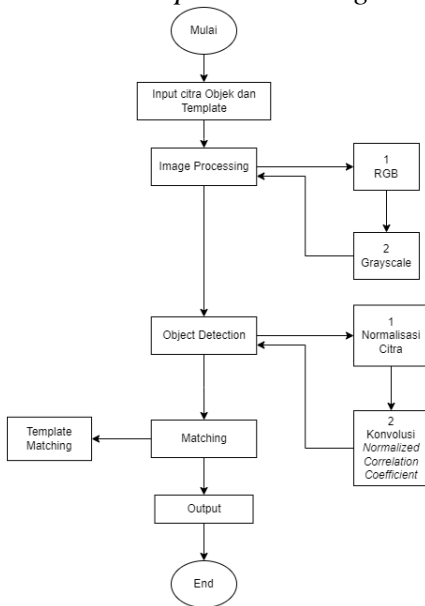 Mulai
Input citra Objek dan
Template
Image Processing
1
RGB
2
Grayscale
Object Detection
1
Normalisasi
Citra
2
Konvolusi
Normalized
Correlation
Coefficient
Template
Matching
Matching
Output
End